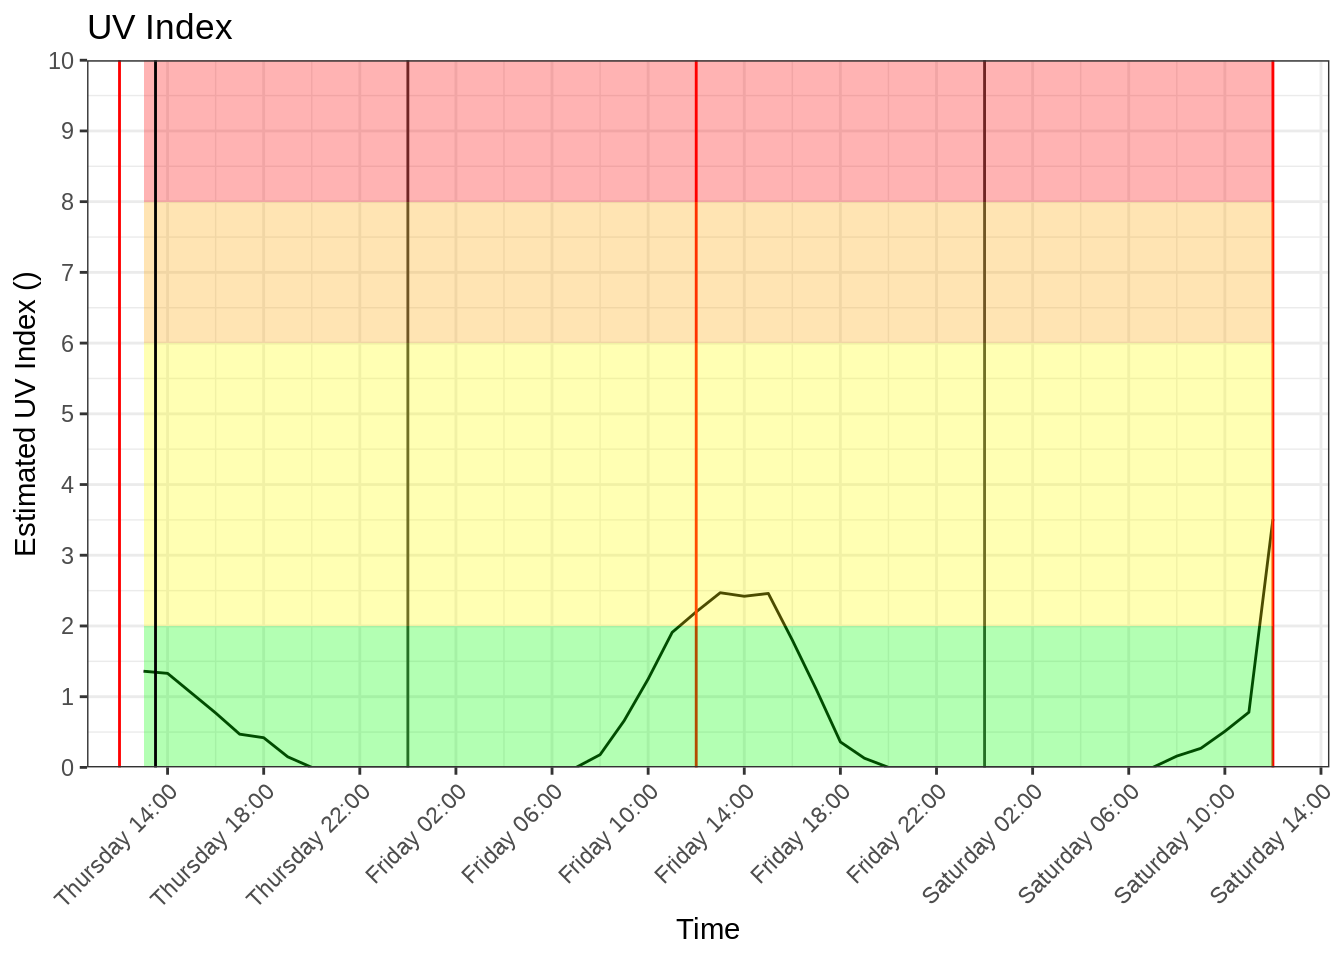 UV Index
Estimated UV Index ()
10
9
8
7
6
5
4
3
2
1
0
Thursday 14:00
Thursday 18:00
Thursday 22:00
Friday 02:00
Friday 06:00
Friday 10:00
Friday 14:00
Friday 18:00
Friday 22:00
Saturday 02:00
Saturday 06:00
Saturday 10:00
Saturday 14:00
Time